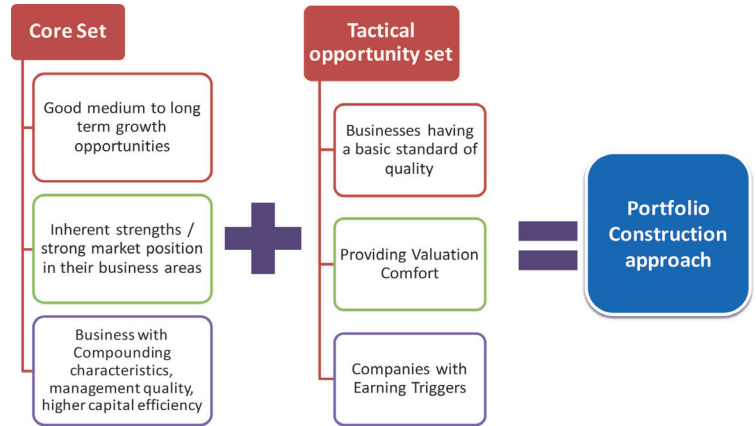 Core Set
Good medium to long
term growth
opportunities
Inherent strengths /
strong market position
in their business areas
Business with
Compounding
characteristics,
management quality,
higher capital efficiency
Tactical
opportunity set
Businesses having
a basic standard of
quality
Providing Valuation
Comfort
Companies with
Earning Triggers
Portfolio
Construction
approach